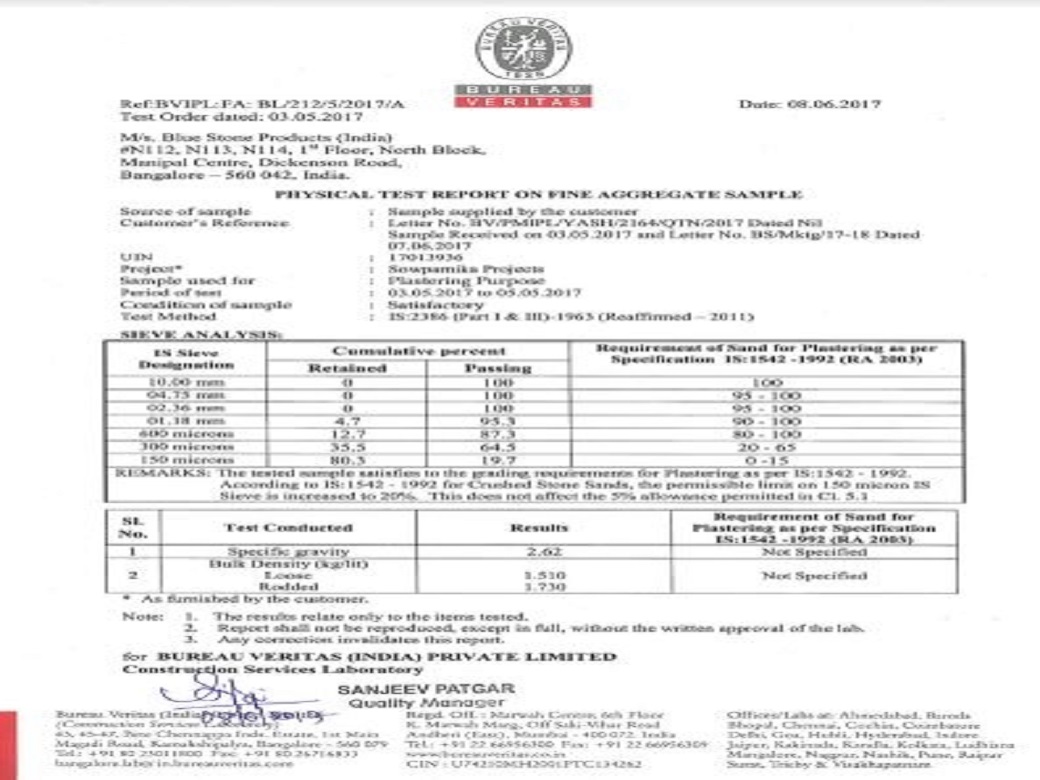 BUREAU VERITAS
1828
BUREAU
VERITAS
Ref:BVIPL:FA: BL/212/5/2017/A
Date: 08.06.2017
Test Order dated: 03.05.2017
M/s. Blue Stone Products (India)
#N112, N113, N114, 1st Floor, North Block,
Manipal Centre, Dickenson Road,
Bangalore – 560 042, India.
PHYSICAL TEST REPORT ON FINE AGGREGATE SAMPLE
Source of sample : Sample supplied by the customer
Customer's Reference : Letter No. BV/PMIPL/YASH/2164/QTN/2017 Dated Nil
Sample Received on 03.05.2017 and Letter No. BS/Mktg/17-18 Dated
07.06.2017
UIN : 17013936
Project* : Sowparnika Projects
Sample used for : Plastering Purpose
Period of test : 03.05.2017 to 05.05.2017
Condition of sample : Satisfactory
Test Method : IS:2386 (Part I & III)-1963 (Reaffirmed – 2011)
SIEVE ANALYSIS:
IS Sieve Designation Cumulative percent Requirement of Sand for Plastering as per Specification IS:1542 -1992 (RA 2003)
Retained Passing
10.00 mm 0 100 100
04.75 mm 0 100 95 - 100
02.36 mm 0 100 95 - 100
01.18 mm 4.7 95.3 90 - 100
600 microns 12.7 87.3 80 - 100
300 microns 35.5 64.5 20 - 65
150 microns 80.3 19.7 0 -15
REMARKS: The tested sample satisfies to the grading requirements for Plastering as per IS:1542 - 1992.
According to IS:1542 - 1992 for Crushed Stone Sands, the permissible limit on 150 micron IS
Sieve is increased to 20%. This does not affect the 5% allowance permitted in Cl. 5.1
Sl. No. Test Conducted Results Requirement of Sand for Plastering as per Specification IS:1542 -1992 (RA 2003)
1 Specific gravity 2.62 Not Specified
2 Bulk Density (kg/lit)
Loose 1.510 Not Specified
Rodded 1.730
* As furnished by the customer.
Note: 1. The results relate only to the items tested.
2. Report shall not be reproduced, except in full, without the written approval of the lab.
3. Any correction invalidates this report.
for BUREAU VERITAS (INDIA) PRIVATE LIMITED
Construction Services Laboratory
SANJEEV PATGAR
Quality Manager
Bureau Veritas (India)
(Construction Services
Magadi Road, Kamakshipalya, Bangalore - 560 079
Tel.: +91 80 23011800 Fax: +91 80 26716833
bangalore.lab@in.bureauveritas.com
Regd. Off. : Marwah Centre, 6th Floor
K. Marwah Marg, Off Saki-Vihar Road
Andheri (East), Mumbai - 400 072, India
Tel.: +91 22 66956300 Fax: +91 22 66956309
www.bureauveritas.co.in
CIN : U74210MH2001PTC134262
Offices/Labs at: Ahmedabad, Baroda
Bhopal, Chennai, Cochin, Coimbatore
Delhi, Goa, Hubli, Hyderabad, Indore
Jaipur, Kakinada, Kandla, Kolkata, Ludhiana
Mangalore, Nagpur, Nashik, Pune, Raipur
Surat, Trichy & Visakhapatnam